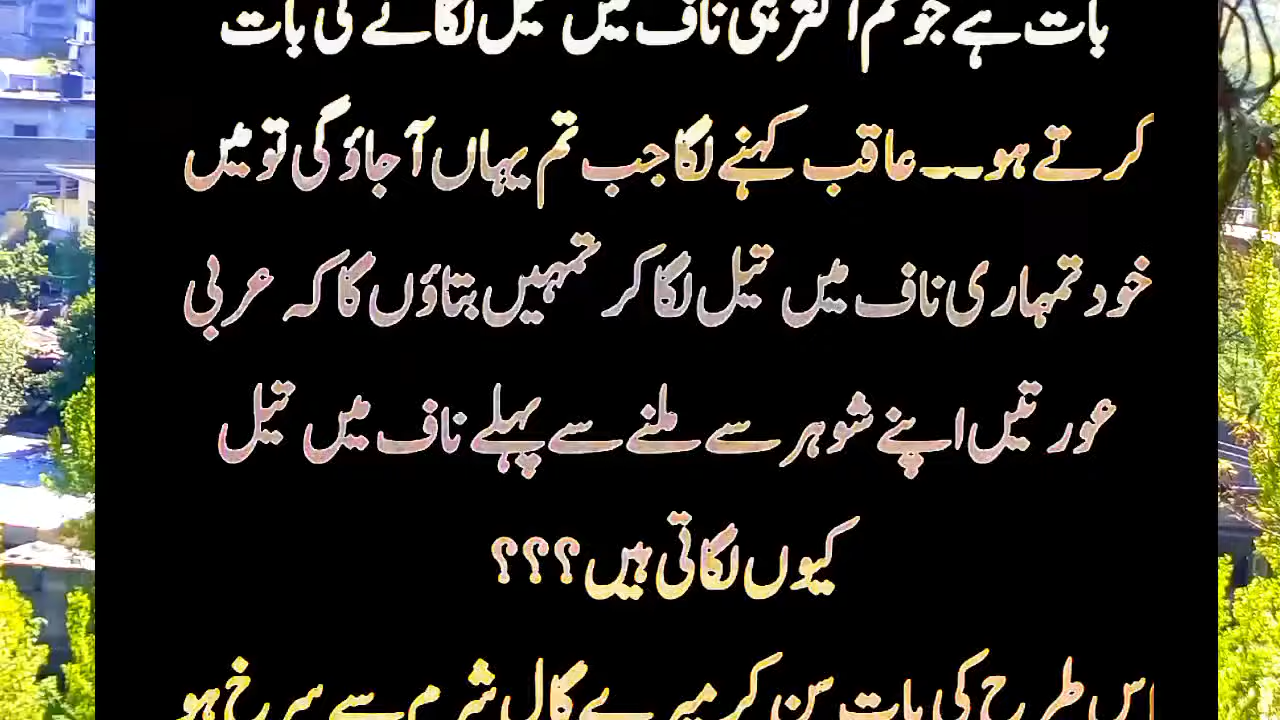 بات ہے جو تم اکثر ہی ناف میں تیل لگانے کی بات
کرتے ہو۔۔۔عاقب کہنے لگا جب تم یہاں آ جاؤ گی تو میں
خود تمہاری ناف میں تیل لگا کر تمہیں بتاؤں گا کہ عربی
عورتیں اپنے شوہر سے ملنے سے پہلے ناف میں تیل
کیوں لگاتی ہیں؟؟؟
اس طرح کی بات سن کر میرے گال شرم سے سرخ ہو